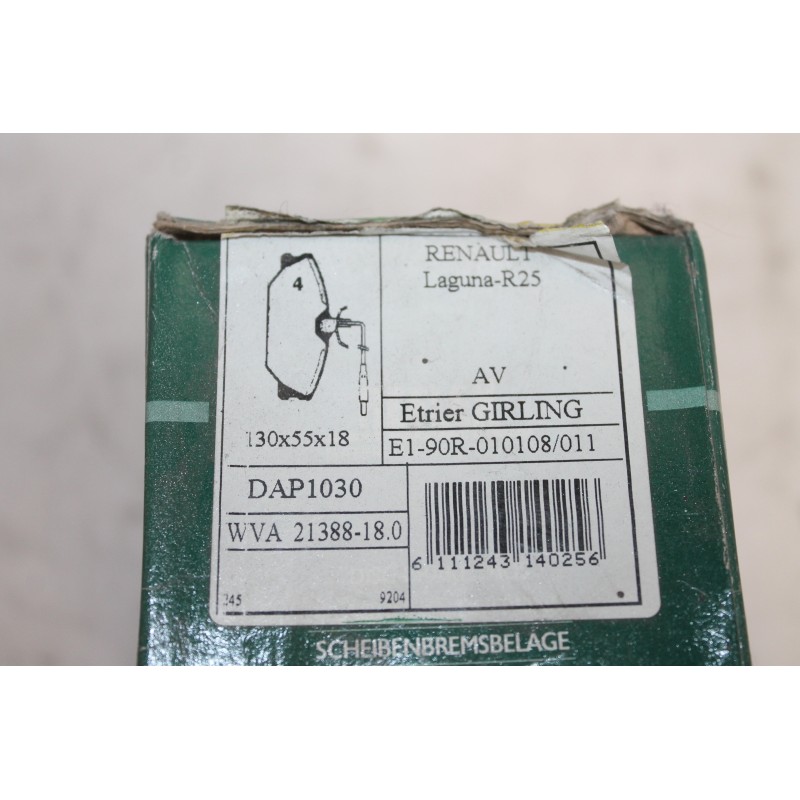 4
130x55x18
RENAULT
Laguna-R25
AV
Etrier GIRLING
E1-90R-010108/011
DAP1030
WVA 21388-18.0
6 111243 140256
9204
SCHEIBENBREMSBELAGE